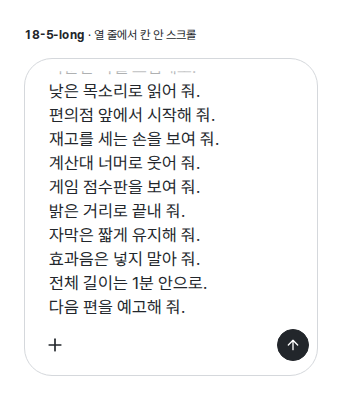 18-5-long · 열 줄에서 칸 안 스크롤
낮은 목소리로 읽어 줘.
편의점 앞에서 시작해 줘.
재고를 세는 손을 보여 줘.
계산대 너머로 웃어 줘.
게임 점수판을 보여 줘.
밝은 거리로 끝내 줘.
자막은 짧게 유지해 줘.
효과음은 넣지 말아 줘.
전체 길이는 1분 안으로.
다음 편을 예고해 줘.